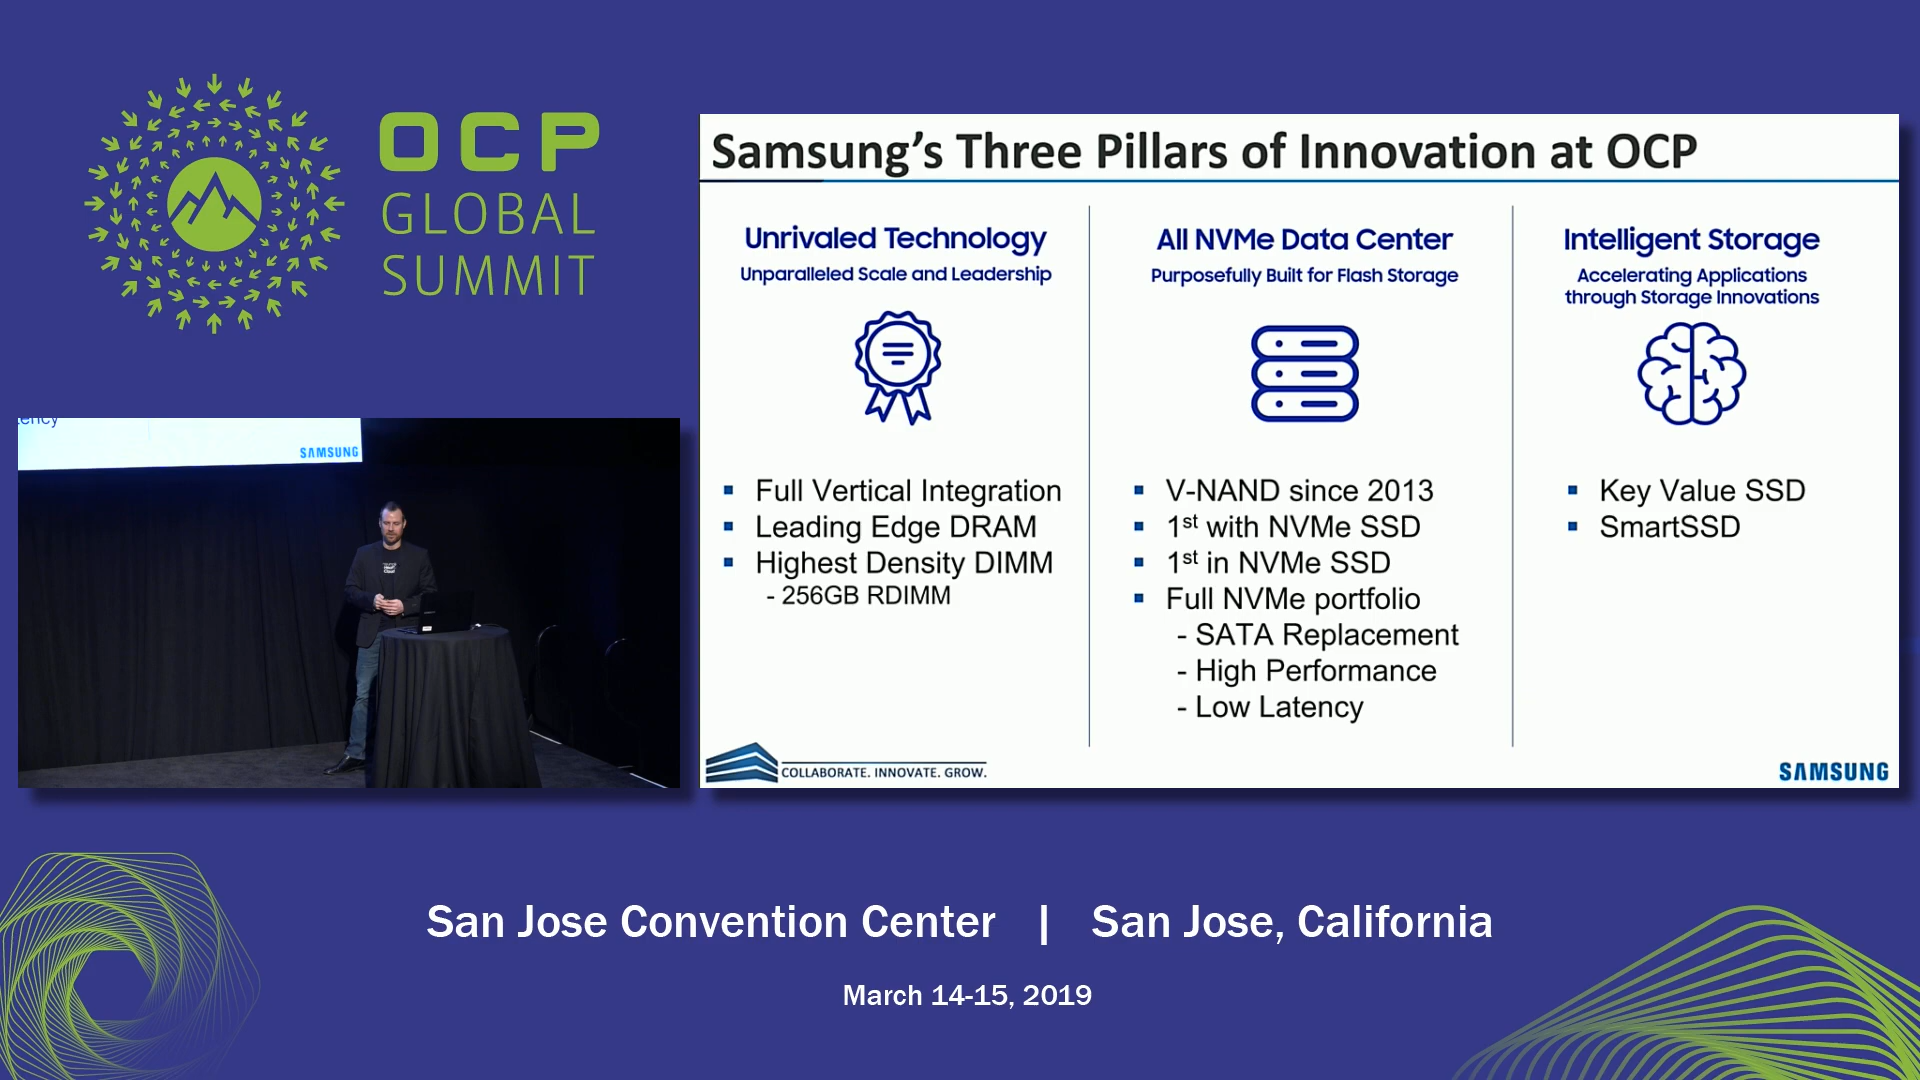 OCP
GLOBAL
SUMMIT
Samsung's Three Pillars of Innovation at OCP
Unrivaled Technology
Unparalleled Scale and Leadership
▪ Full Vertical Integration
▪ Leading Edge DRAM
▪ Highest Density DIMM
- 256GB RDIMM
All NVMe Data Center
Purposefully Built for Flash Storage
▪ V-NAND since 2013
▪ 1st with NVMe SSD
▪ 1st in NVMe SSD
▪ Full NVMe portfolio
- SATA Replacement
- High Performance
- Low Latency
Intelligent Storage
Accelerating Applications
through Storage Innovations
▪ Key Value SSD
▪ SmartSSD
COLLABORATE. INNOVATE. GROW.
SAMSUNG
SAMSUNG
San Jose Convention Center | San Jose, California
March 14-15, 2019